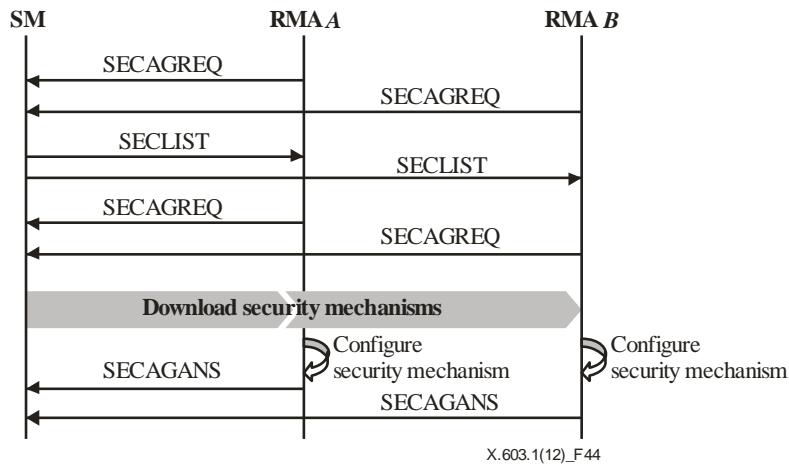 SM
RMA A
RMA B
SECAGREQ
SECAGREQ
SECLIST
SECLIST
SECAGREQ
SECAGREQ
Download security mechanisms
Configure
security mechanism
Configure
security mechanism
SECAGANS
SECAGANS
X.603.1(12)_F44